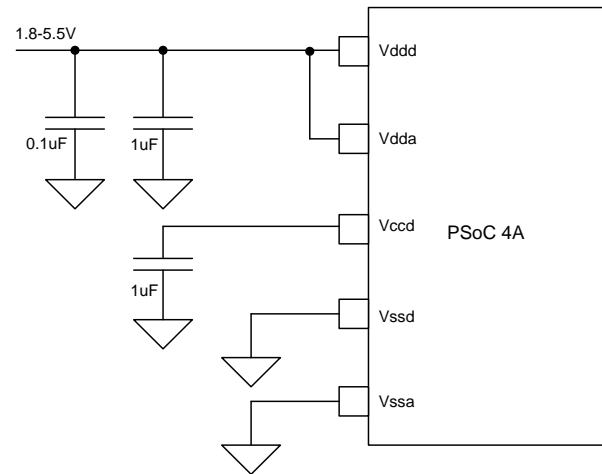 1.8-5.5V
Vddd
0.1uF
1uF
Vdda
Vccd
PSoC 4A
1uF
Vssd
Vssa